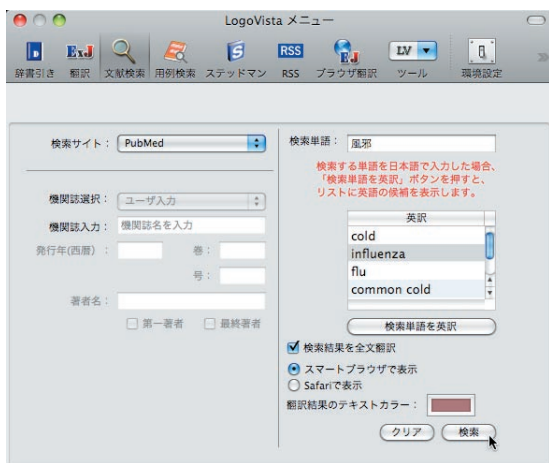 LogoVista メニュー
ExJ
S
RSS
EJ
LV
辞書引き 翻訳 文献検索 用例検索 ステッドマン RSS ブラウザ翻訳 ツール 環境設定
検索サイト： PubMed
機関誌選択： ユーザ入力
機関誌入力： 機関誌名を入力
発行年(西暦)： 巻：
号：
著者名：
第一著者 最終著者
検索単語： 風邪
検索する単語を日本語で入力した場合、
「検索単語を英訳」ボタンを押すと、
リストに英語の候補を表示します。
英訳
cold
influenza
flu
common cold
検索単語を英訳
検索結果を全文翻訳
スマートブラウザで表示
Safariで表示
翻訳結果のテキストカラー：
クリア 検索